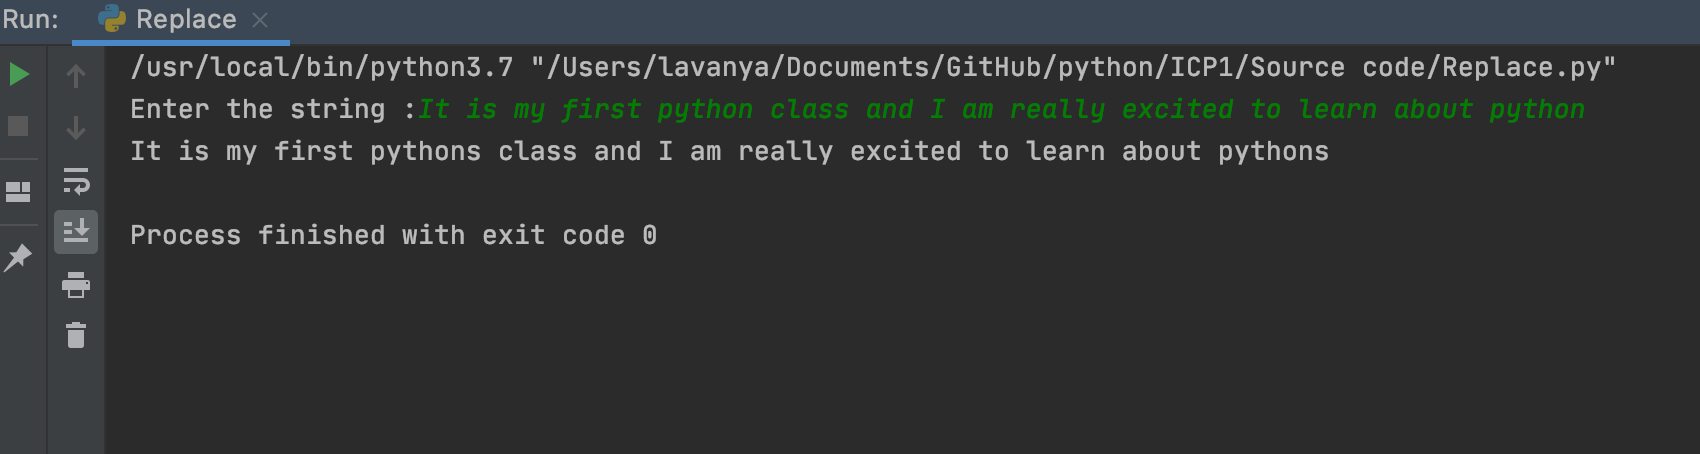 Run: Replace
/usr/local/bin/python3.7 "/Users/lavanya/Documents/GitHub/python/ICP1/Source code/Replace.py"
Enter the string :It is my first python class and I am really excited to learn about python
It is my first pythons class and I am really excited to learn about pythons
Process finished with exit code 0